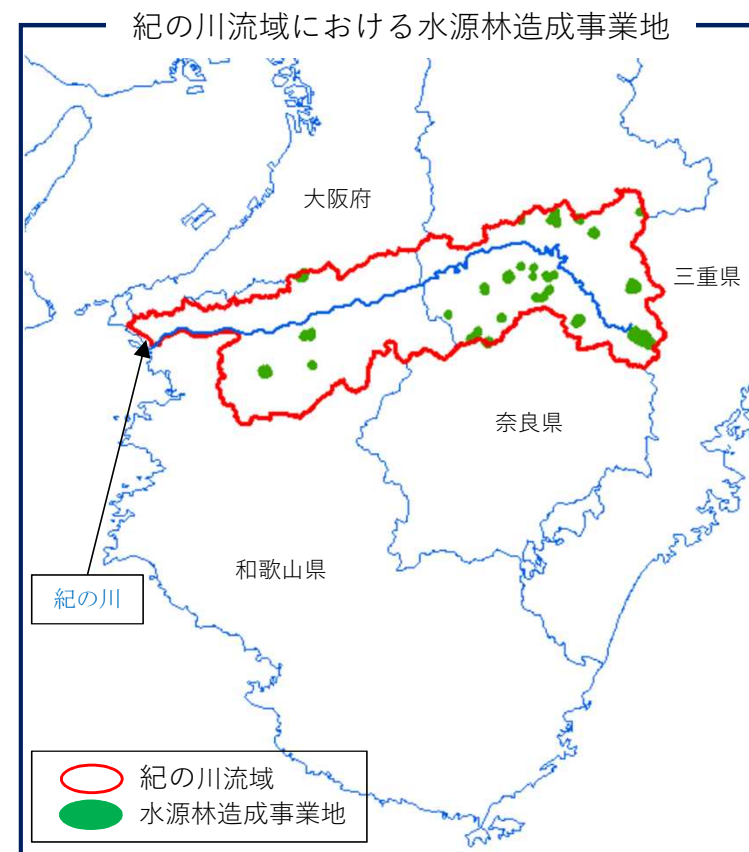 紀の川流域における水源林造成事業地
大阪府
三重県
奈良県
和歌山県
紀の川
紀の川流域
水源林造成事業地